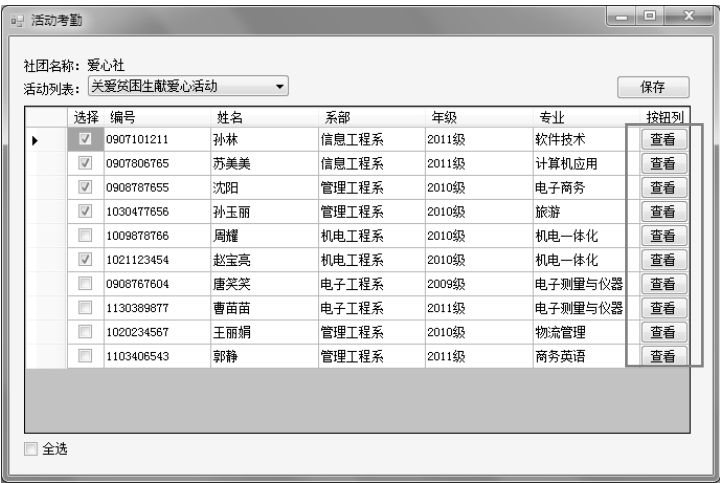 活动考勤
社团名称：爱心社
活动列表：关爱贫困生献爱心活动
保存
选择 编号 姓名 系部 年级 专业 按钮列
0907101211 孙林 信息工程系 2011级 软件技术 查看
0907806765 苏美美 信息工程系 2011级 计算机应用 查看
0908787655 沈阳 管理工程系 2010级 电子商务 查看
1030477656 孙玉丽 管理工程系 2010级 旅游 查看
1009878766 周耀 机电工程系 2010级 机电一体化 查看
1021123454 赵宝亮 机电工程系 2010级 机电一体化 查看
0908767604 唐笑笑 电子工程系 2009级 电子测量与仪器 查看
1130389877 曹苗苗 电子工程系 2011级 电子测量与仪器 查看
1020234567 王丽娟 管理工程系 2010级 物流管理 查看
1103406543 郭静 管理工程系 2011级 商务英语 查看
全选